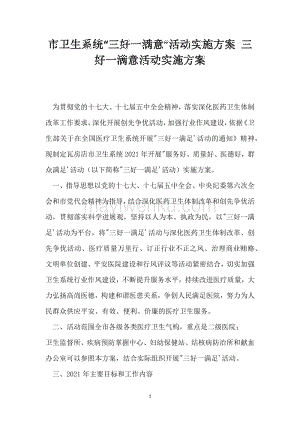 市卫生系统“三好一满意”活动实施方案 三
好一满意活动实施方案
为贯彻党的十七大、十七届五中全会，落实深化医药卫生体制
改革工作要求，深化开展创先争优活动，加强行业作风建设，依据《卫
生部关于在全国医疗卫生系统开展"三好一满足'活动的通知》精神，
现制定瓦房店市卫生系统2021年开展"服务好、质量好、医德好，群
众满足'活动（以下简称"三好一满足'活动）实施方案。
一、指导思想以党的十七大、十七届五中全会、中央纪委第六次全
会和市党代会精神为指导，结合深化医药卫生体制改革和创先争优活
动，贯彻落实科学进展观，坚持以人为本、执政为民，以"三好一满
足'活动为平台，将"三好一满足'活动与医药卫生体制改革、创先
争优活动、医疗质量万里行、订正行业不正之风、治理商业贿赂、
文明单位创建、平安医院建设和行风评议等活动紧密结合，切实加强
卫生系统行业作风建设，不断提升服务水平，持续改进医疗质量，大
力弘扬高尚医德，构建和谐医患关系，争创人民满足医院，努力为人
民群众供应平安、有效、便利、价廉的医疗卫生服务。
二、活动范围全市各级各类医疗卫生气构，重点是二级医院；
卫生监督所、疾病预防掌握中心、妇幼保健站、结核病防治所和献血
办公室可以参照本方案，结合实际组织开展"三好一满足'活动。
三、2021年主要目标和工作内容
1